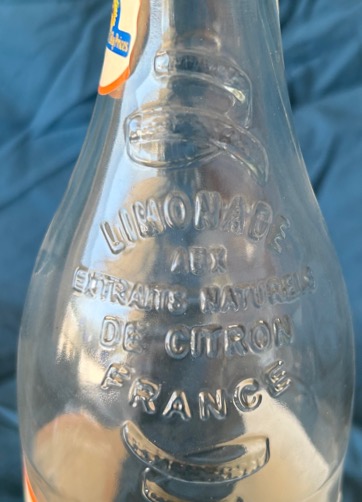 LIMONADE
AUX
EXTRAITS NATURELS
DE CITRON
FRANCE